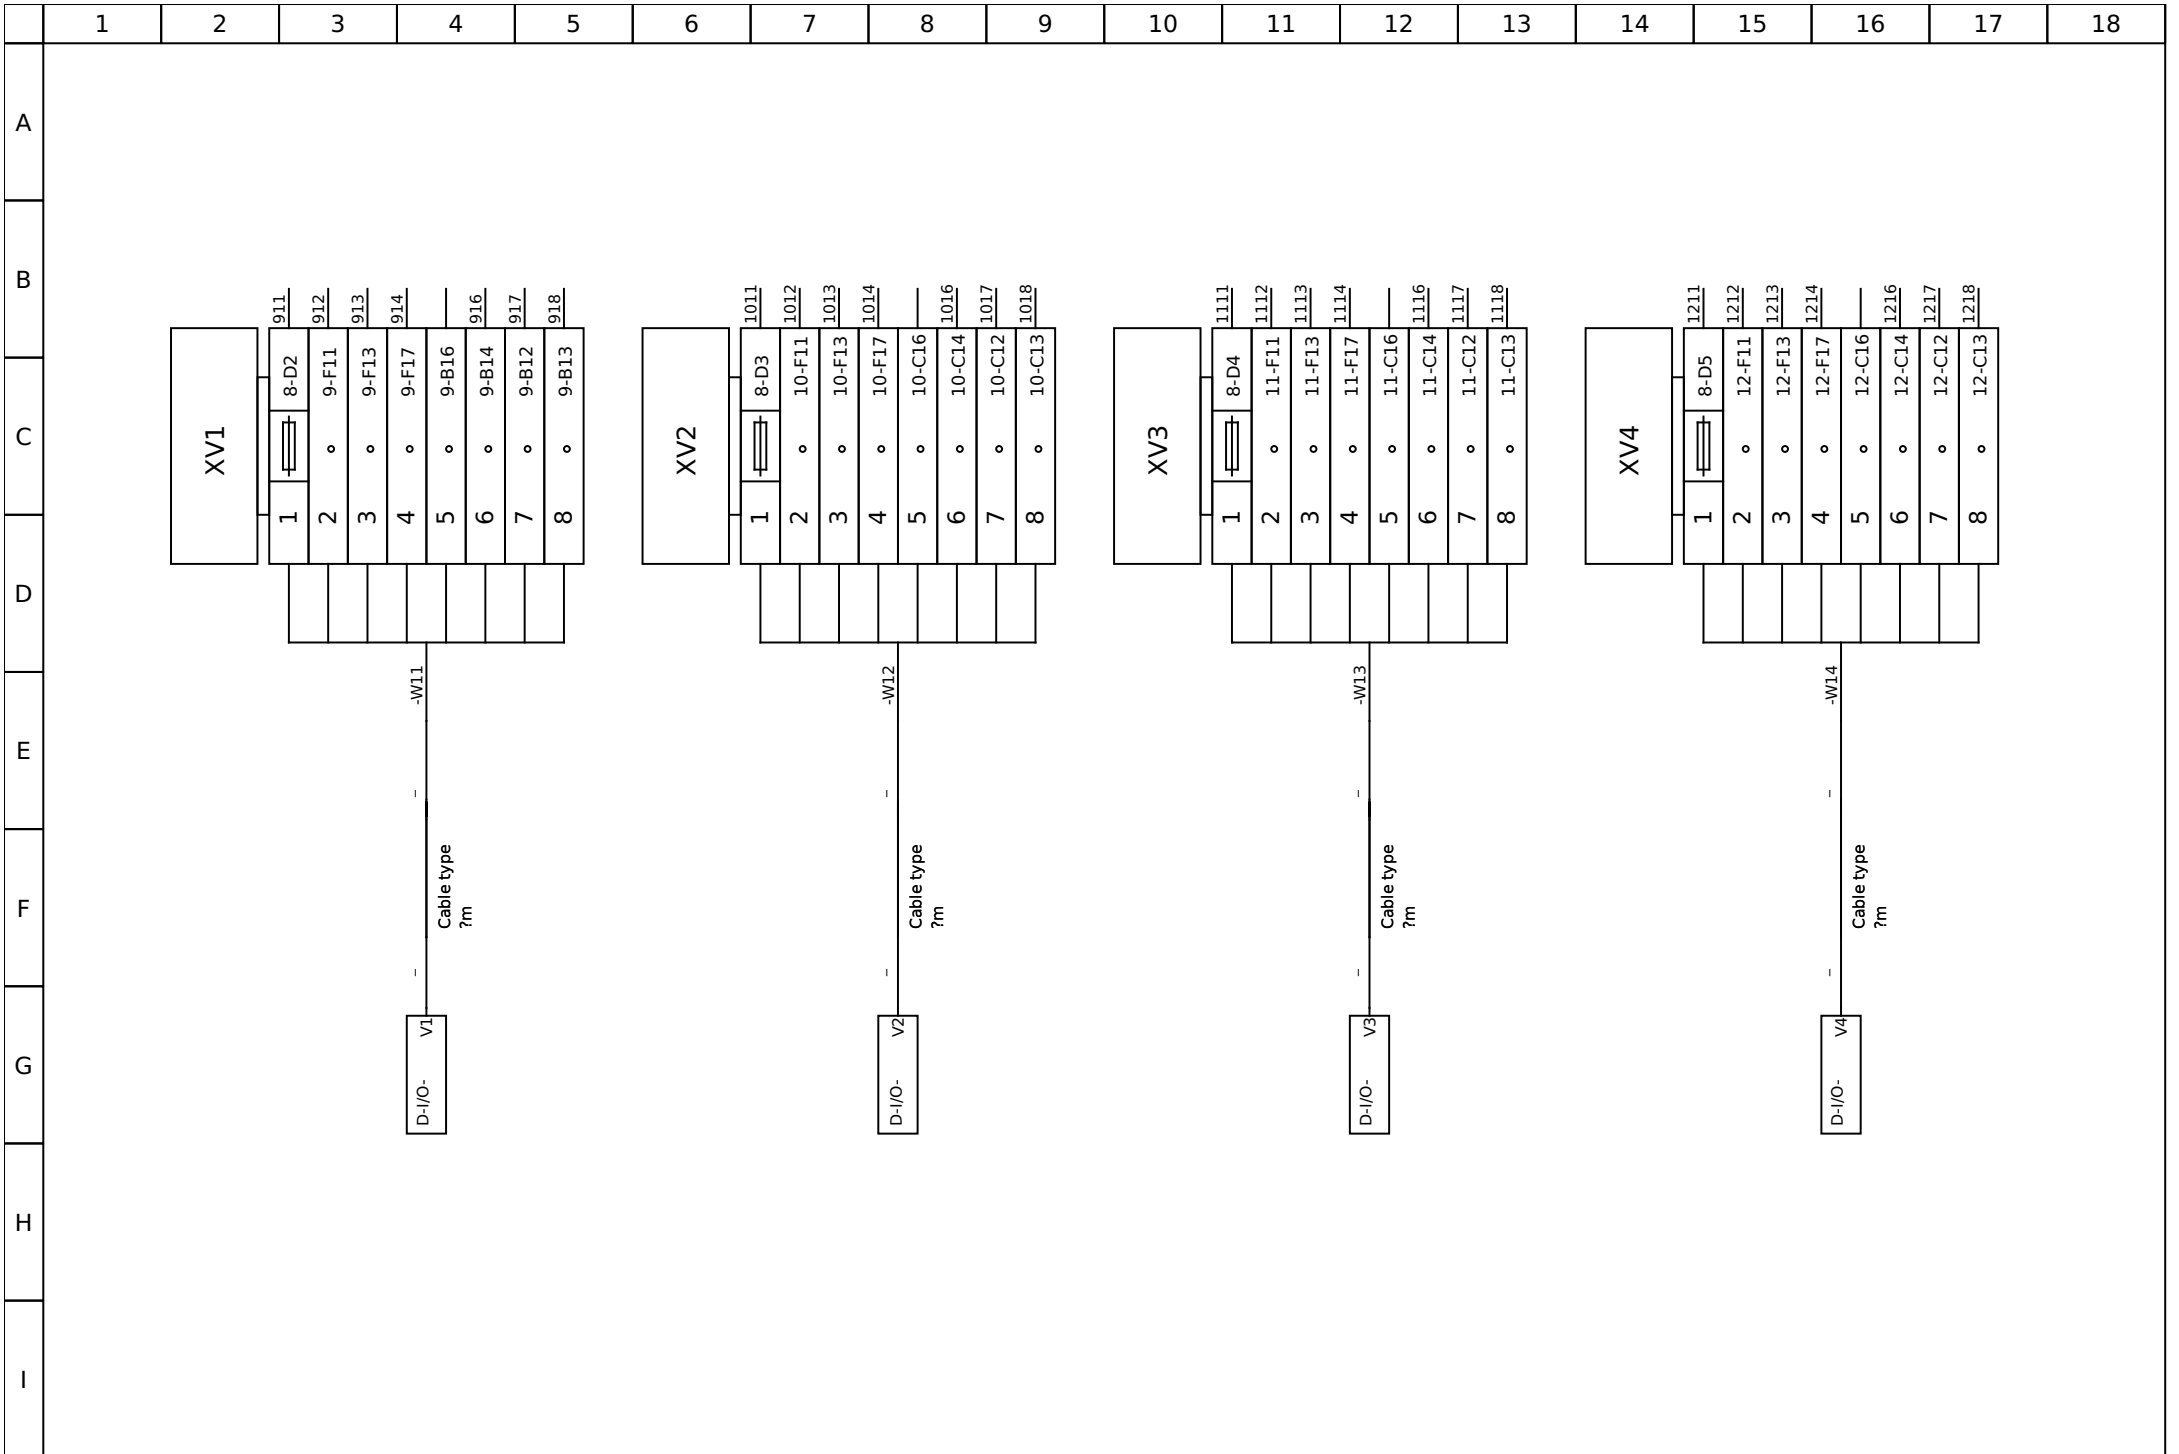 1 2 3 4 5 6 7 8 9 10 11 12 13 14 15 16 17 18
A
B
C
D
E
F
G
H
I
911 912 913 914 916 917 918
XV1
8-D2 9-F11 9-F13 9-F17 9-B16 9-B14 9-B12 9-B13
1 2 3 4 5 6 7 8
-W11
–
Cable type
?m
–
V1
D-I/O-
1011 1012 1013 1014 1016 1017 1018
XV2
8-D3 10-F11 10-F13 10-F17 10-C16 10-C14 10-C12 10-C13
1 2 3 4 5 6 7 8
-W12
–
Cable type
?m
–
V2
D-I/O-
1111 1112 1113 1114 1116 1117 1118
XV3
8-D4 11-F11 11-F13 11-F17 11-C16 11-C14 11-C12 11-C13
1 2 3 4 5 6 7 8
-W13
–
Cable type
?m
–
V3
D-I/O-
1211 1212 1213 1214 1216 1217 1218
XV4
8-D5 12-F11 12-F13 12-F17 12-C16 12-C14 12-C12 12-C13
1 2 3 4 5 6 7 8
-W14
–
Cable type
?m
–
V4
D-I/O-